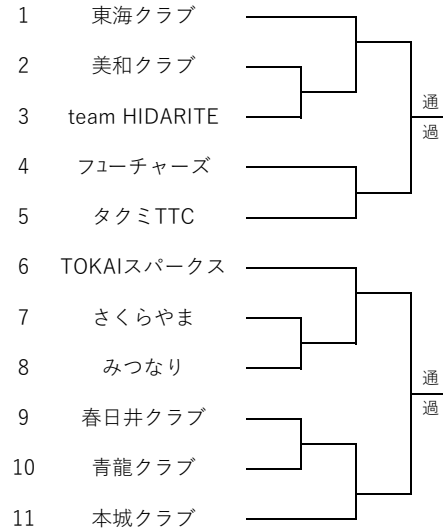 1 東海クラブ
2 美和クラブ
3 team HIDARITE
通過
4 フューチャーズ
5 タクミTTC
6 TOKAIスパークス
7 さくらやま
8 みつなり
通過
9 春日井クラブ
10 青龍クラブ
11 本城クラブ